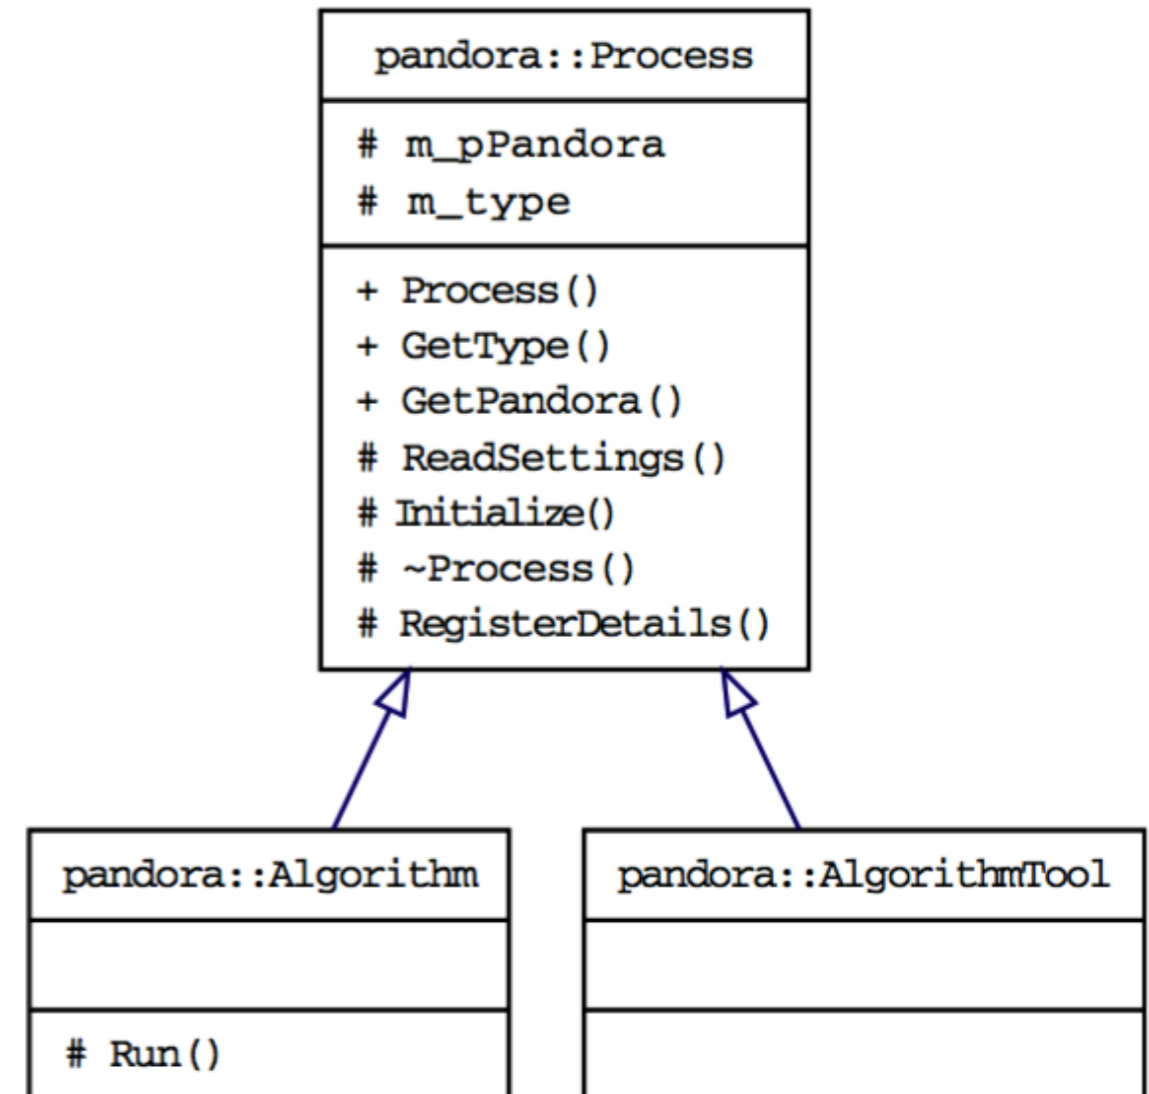 pandora::Process
# m_pPandora
# m_type
+ Process()
+ GetType()
+ GetPandora()
# ReadSettings()
# Initialize()
# ~Process()
# RegisterDetails()
pandora::Algorithm
# Run()
pandora::AlgorithmTool